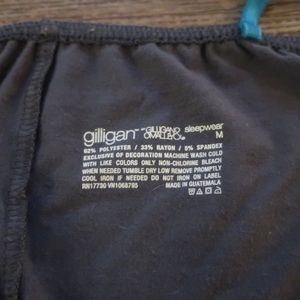 gilligan™ GILLIGAN & O'MALLEY® sleepwear
M
62% POLYESTER / 33% RAYON / 5% SPANDEX
EXCLUSIVE OF DECORATION MACHINE WASH COLD
WITH LIKE COLORS ONLY NON-CHLORINE BLEACH
WHEN NEEDED TUMBLE DRY LOW REMOVE PROMPTLY
COOL IRON IF NEEDED DO NOT IRON ON LABEL
RN17730 VW1068795 MADE IN GUATEMALA